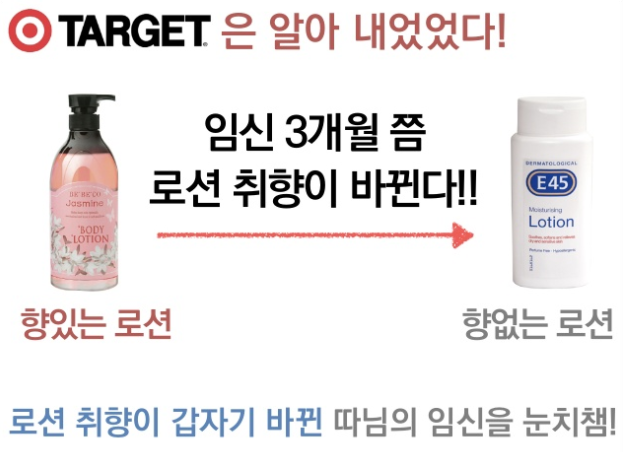 TARGET 은 알아 내었었다!
임신 3개월 쯤
로션 취향이 바뀐다!!
Jasmine
BODY
LOTION
DERMATOLOGICAL
E45
Moisturising
Lotion
향있는 로션
향없는 로션
로션 취향이 갑자기 바뀐 따님의 임신을 눈치챔!